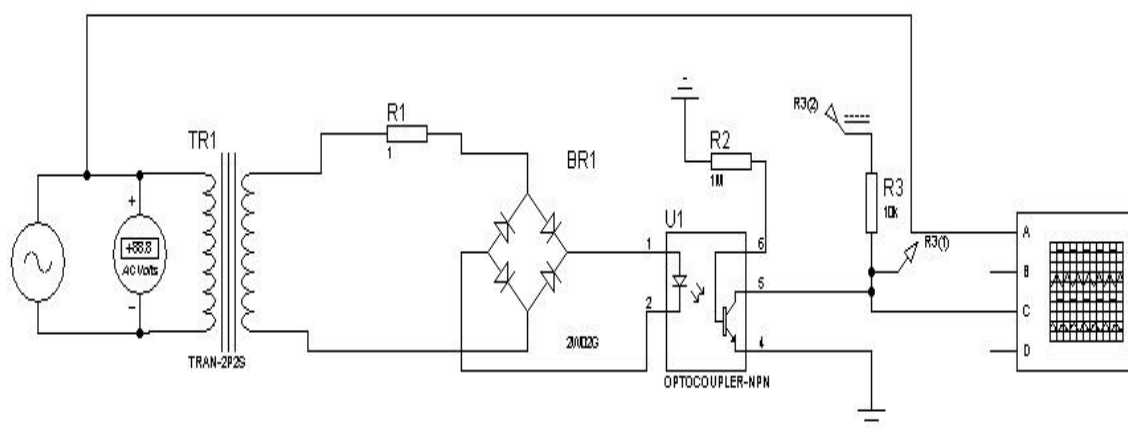 TR1
TRAN-2P2S
+88.8
AC Volts
R1
1
BR1
2W02G
R2
1M
U1
1
2
6
5
4
OPTOCOUPLER-NPN
R3(2)
R3
10k
R3(1)
A
B
C
D